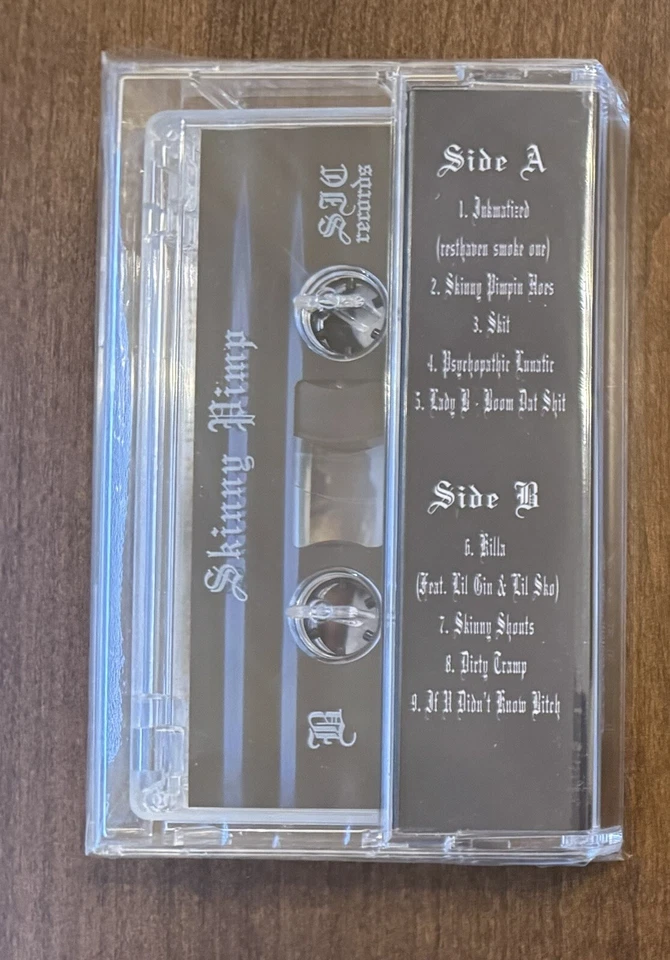 SJC
records
Skinny Pimp
B
Side A
1. Inkmatized
(resthaven smoke one)
2. Skinny Pimpin Hoes
3. Skit
4. Psychopathic Lunatic
5. Lady B - Boom Dat Shit
Side B
6. Killa
(Feat. Lil Gin & Lil Sko)
7. Skinny Shouts
8. Dirty Tramp
9. If U Didn't Know Bitch